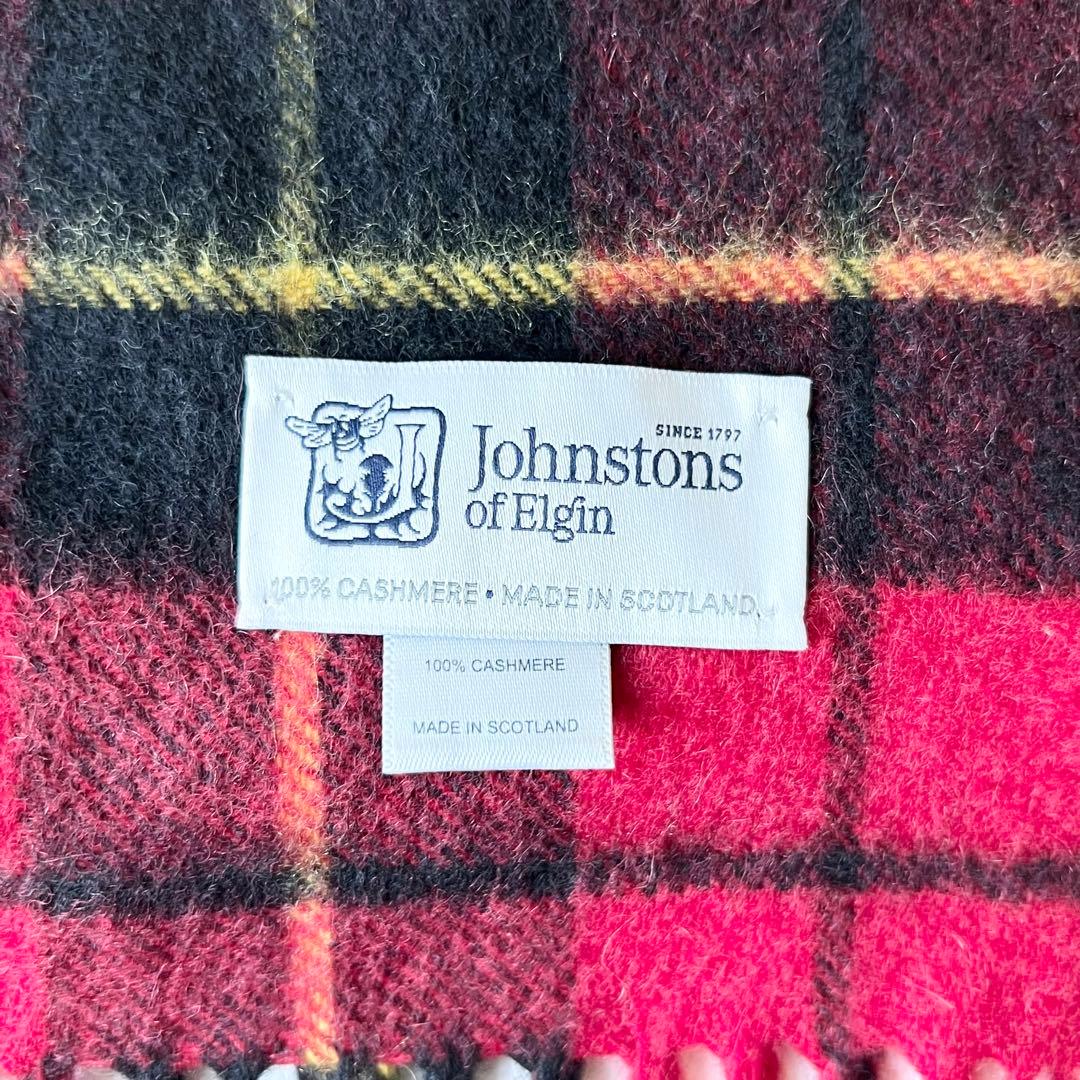 SINCE 1797
Johnstons
of Elgin
100% CASHMERE • MADE IN SCOTLAND
100% CASHMERE
MADE IN SCOTLAND